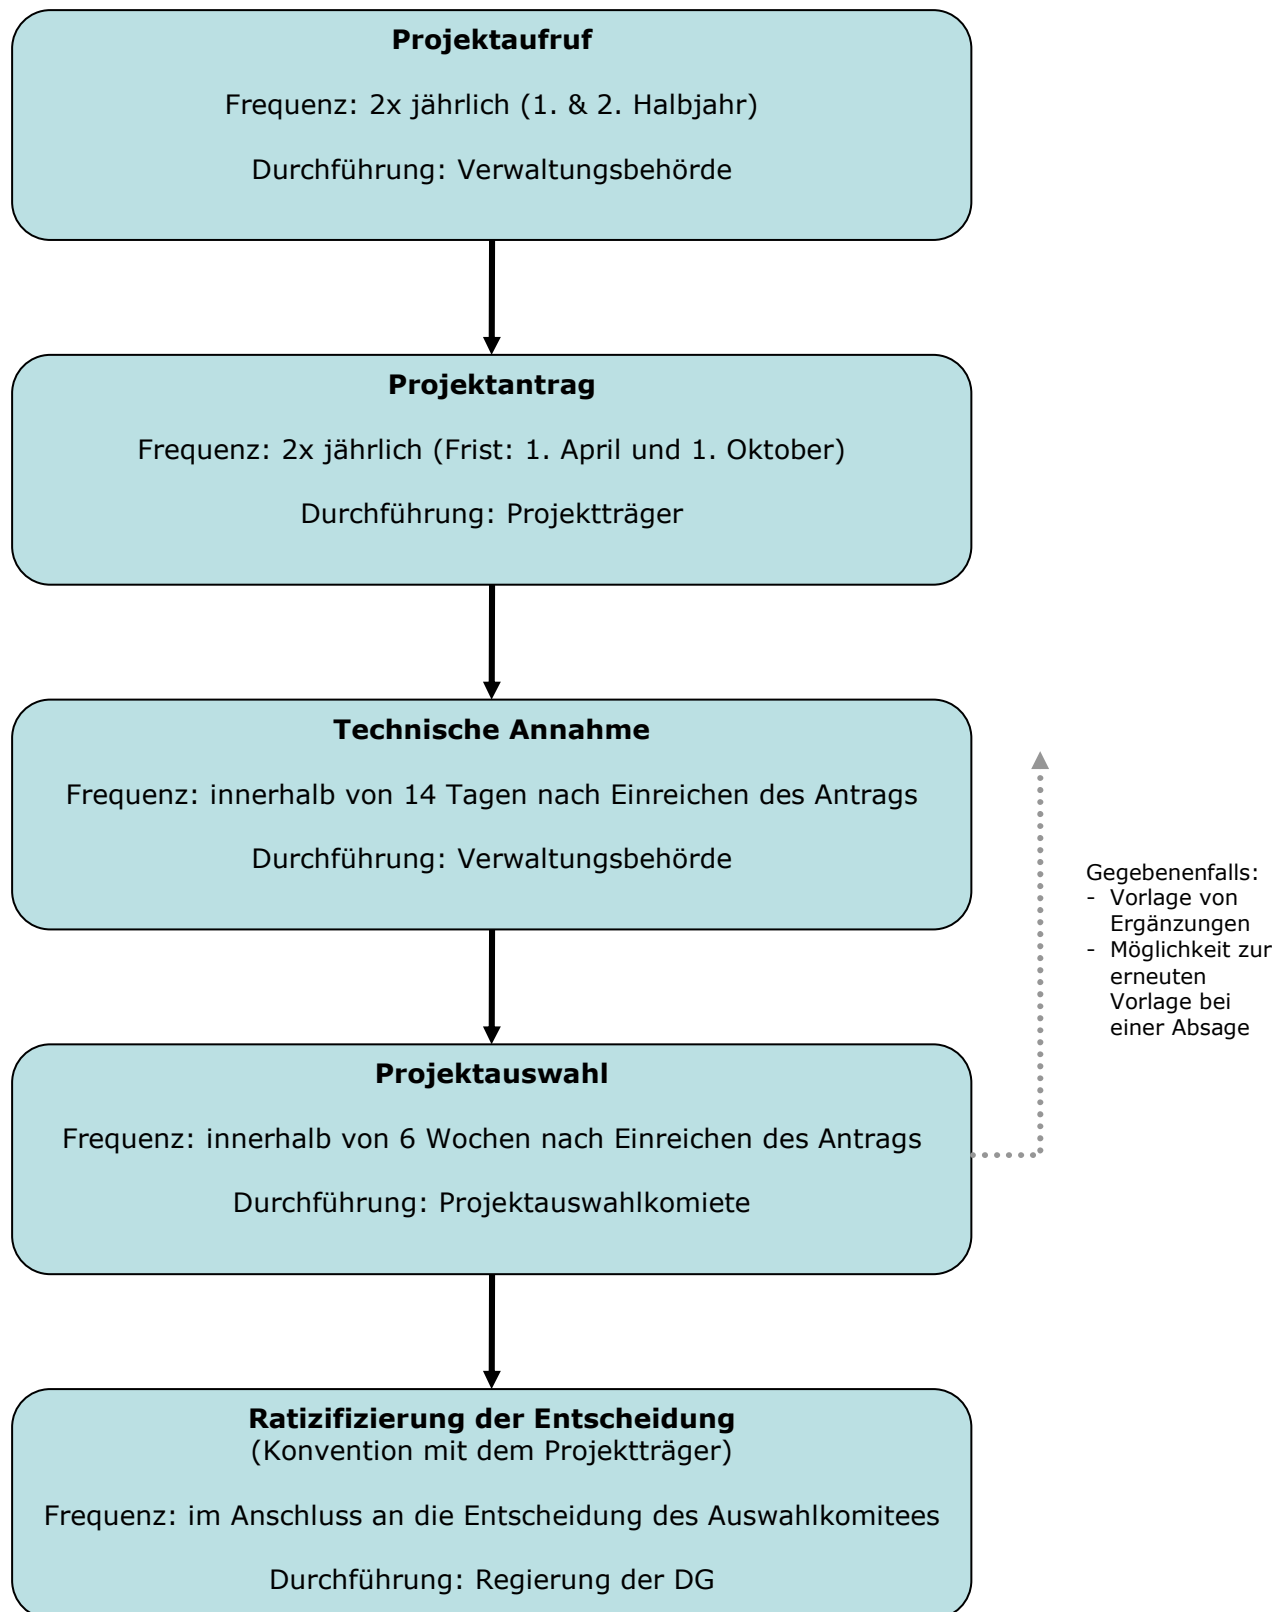 Projektaufruf
Frequenz: 2x jährlich (1. & 2. Halbjahr)
Durchführung: Verwaltungsbehörde
Projektantrag
Frequenz: 2x jährlich (Frist: 1. April und 1. Oktober)
Durchführung: Projektträger
Technische Annahme
Frequenz: innerhalb von 14 Tagen nach Einreichen des Antrags
Durchführung: Verwaltungsbehörde
Gegebenenfalls:
- Vorlage von
Ergänzungen
- Möglichkeit zur
erneuten
Vorlage bei
einer Absage
Projektauswahl
Frequenz: innerhalb von 6 Wochen nach Einreichen des Antrags
Durchführung: Projektauswahlkomiete
Ratizifizierung der Entscheidung
(Konvention mit dem Projektträger)
Frequenz: im Anschluss an die Entscheidung des Auswahlkomitees
Durchführung: Regierung der DG